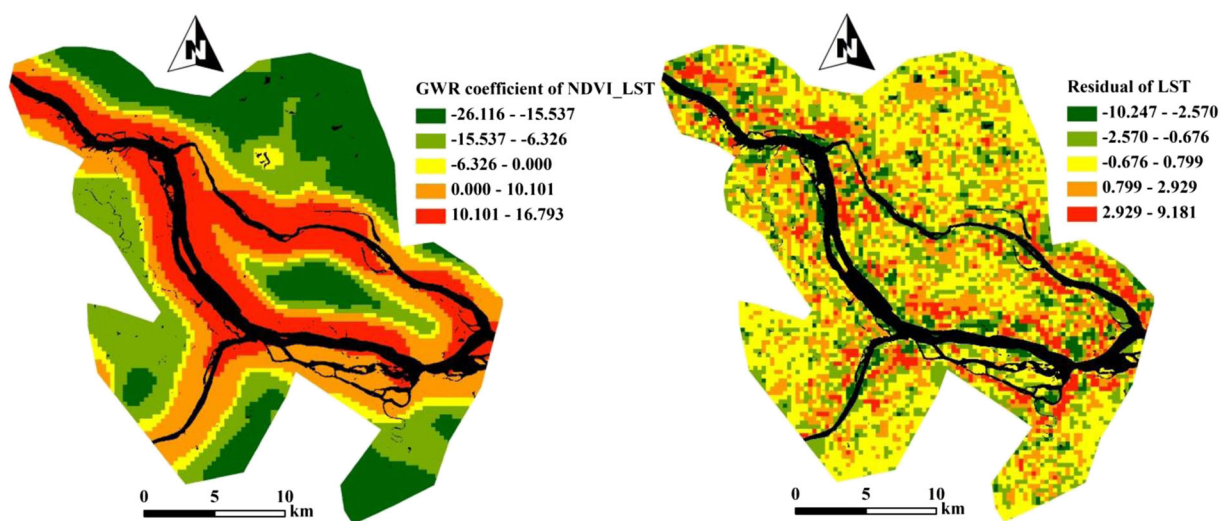 N
GWR coefficient of NDVI_LST
-26.116 - -15.537
-15.537 - -6.326
-6.326 - 0.000
0.000 - 10.101
10.101 - 16.793
0 5 10
km
N
Residual of LST
-10.247 - -2.570
-2.570 - -0.676
-0.676 - 0.799
0.799 - 2.929
2.929 - 9.181
0 5 10
km